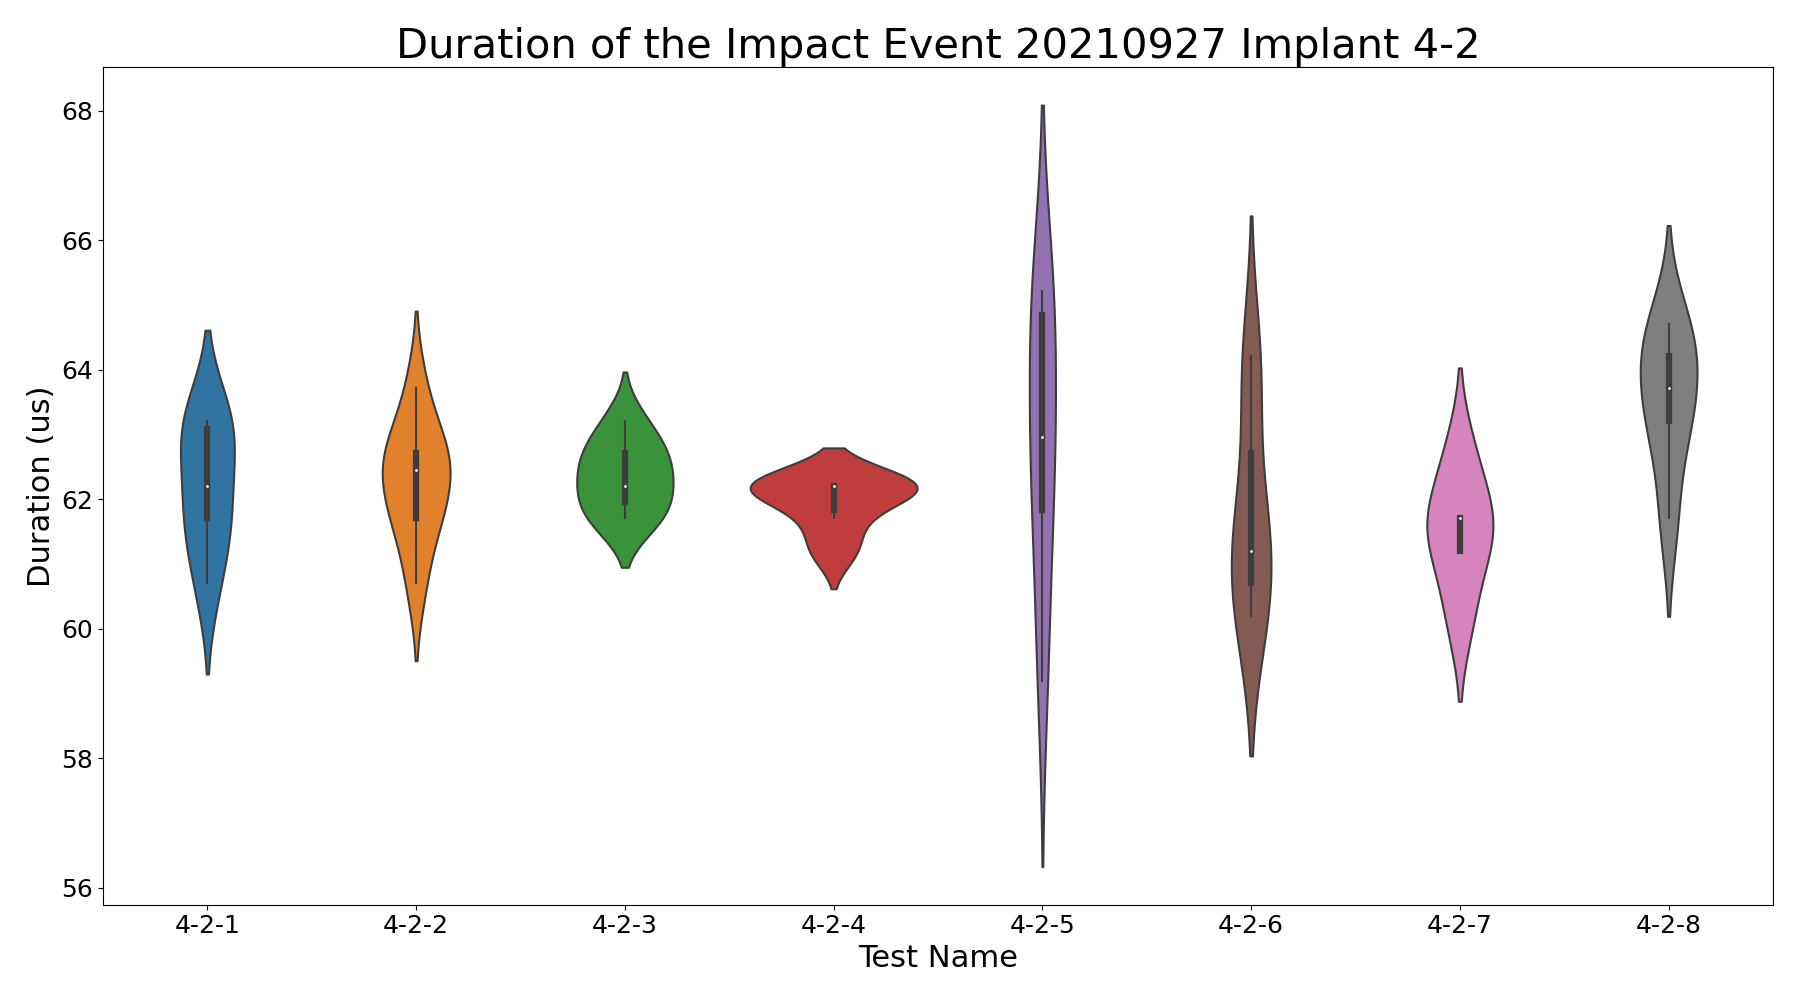 Duration of the Impact Event 20210927 Implant 4-2
Duration (us)
68
66
64
62
60
58
56
4-2-1 4-2-2 4-2-3 4-2-4 4-2-5 4-2-6 4-2-7 4-2-8
Test Name